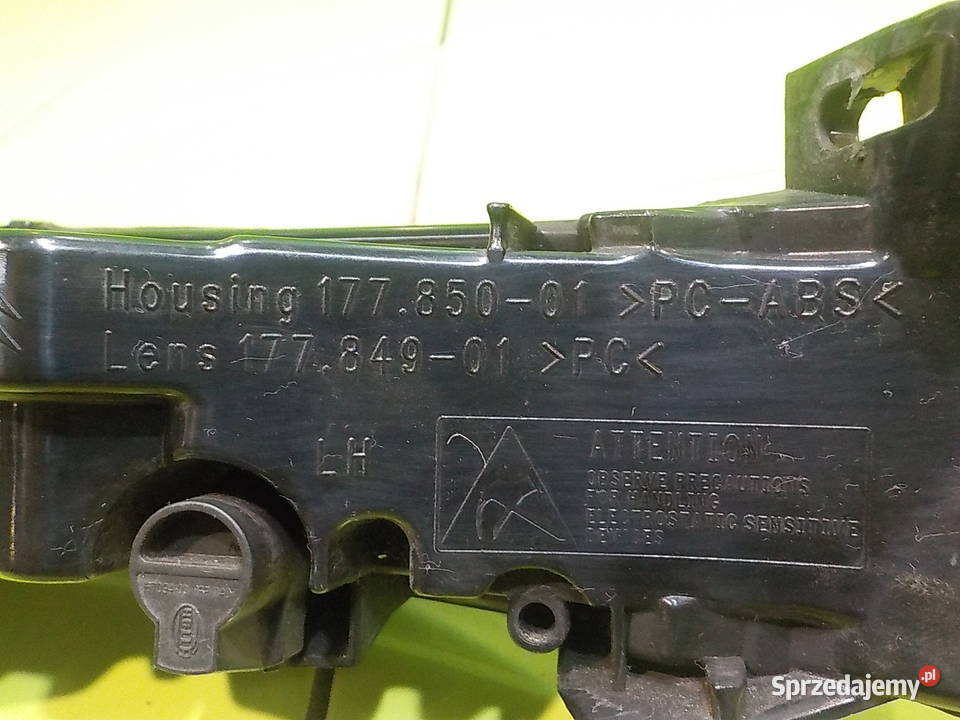 Housing 177.850-01 >PC-ABS<
Lens 177.849-01 >PC<
LH
ATTENTION
OBSERVE PRECAUTIONS
FOR HANDLING
ELECTROSTATIC SENSITIVE
DEVICES
Sprzedajemy.pl